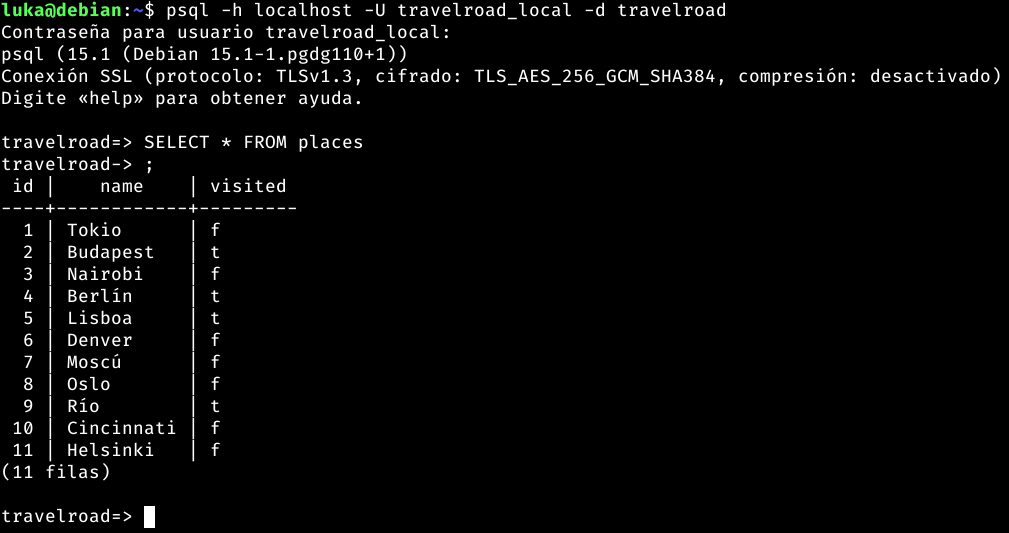 luka@debian:~$ psql -h localhost -U travelroad_local -d travelroad
Contraseña para usuario travelroad_local:
psql (15.1 (Debian 15.1-1.pgdg110+1))
Conexión SSL (protocolo: TLSv1.3, cifrado: TLS_AES_256_GCM_SHA384, compresión: desactivado)
Digite «help» para obtener ayuda.

travelroad=> SELECT * FROM places
travelroad-> ;
 id |    name    | visited
----+------------+---------
  1 | Tokio      | f
  2 | Budapest   | t
  3 | Nairobi    | f
  4 | Berlín     | t
  5 | Lisboa     | t
  6 | Denver     | f
  7 | Moscú      | f
  8 | Oslo       | f
  9 | Río        | t
 10 | Cincinnati | f
 11 | Helsinki   | f
(11 filas)

travelroad=>